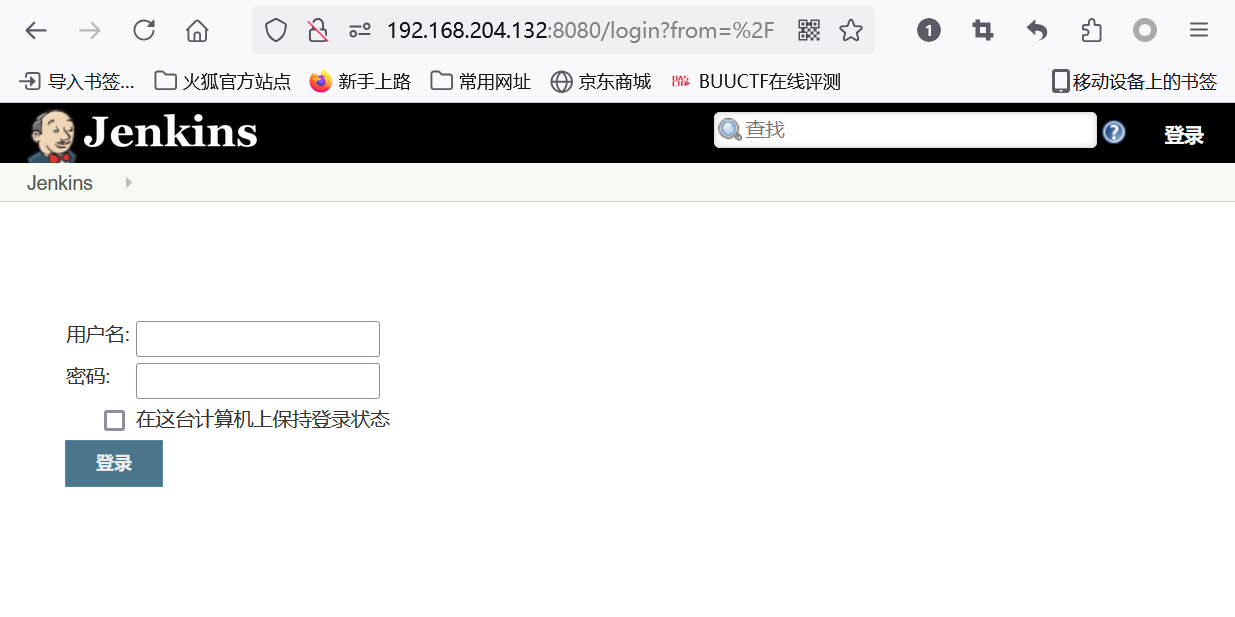 192.168.204.132:8080/login?from=%2F
1
导入书签...
火狐官方站点
新手上路
常用网址
京东商城
BUUCTF在线评测
移动设备上的书签
Jenkins
查找
?
登录
Jenkins
用户名:
密码:
在这台计算机上保持登录状态
登录